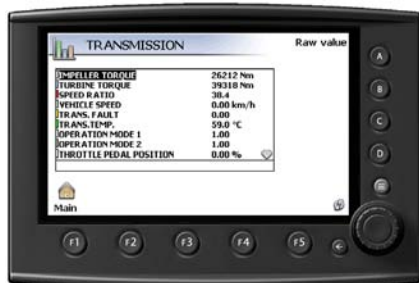 TRANSMISSION
Raw value
IMPELLER TORQUE 26212 Nm
TURBINE TORQUE 39318 Nm
SPEED RATIO 38.4
VEHICLE SPEED 0.00 km/h
TRANS. FAULT 0.00
TRANS.TEMP. 59.0 °C
OPERATION MODE 1 1.00
OPERATION MODE 2 1.00
THROTTLE PEDAL POSITION 0.00 %
Main
A
B
C
D
F1 F2 F3 F4 F5